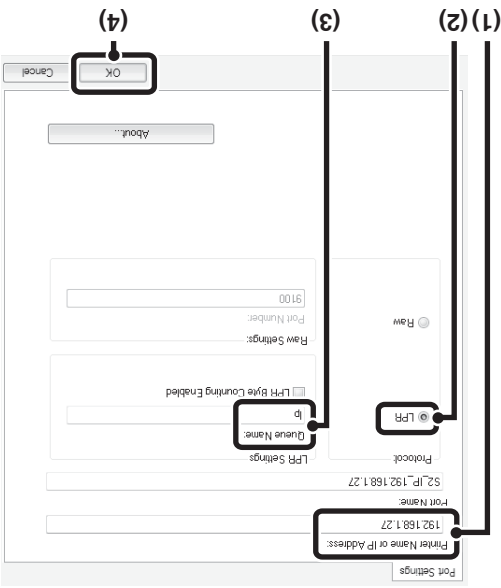 Port Settings
Printer Name or IP Address:
192.168.1.27
Port Name:
S2_IP_192.168.1.27
Protocol
LPR
Raw
LPR Settings
Queue Name:
lp
LPR Byte Counting Enabled
Raw Settings:
Port Number:
9100
About...
OK
Cancel
(1)
(2)
(3)
(4)